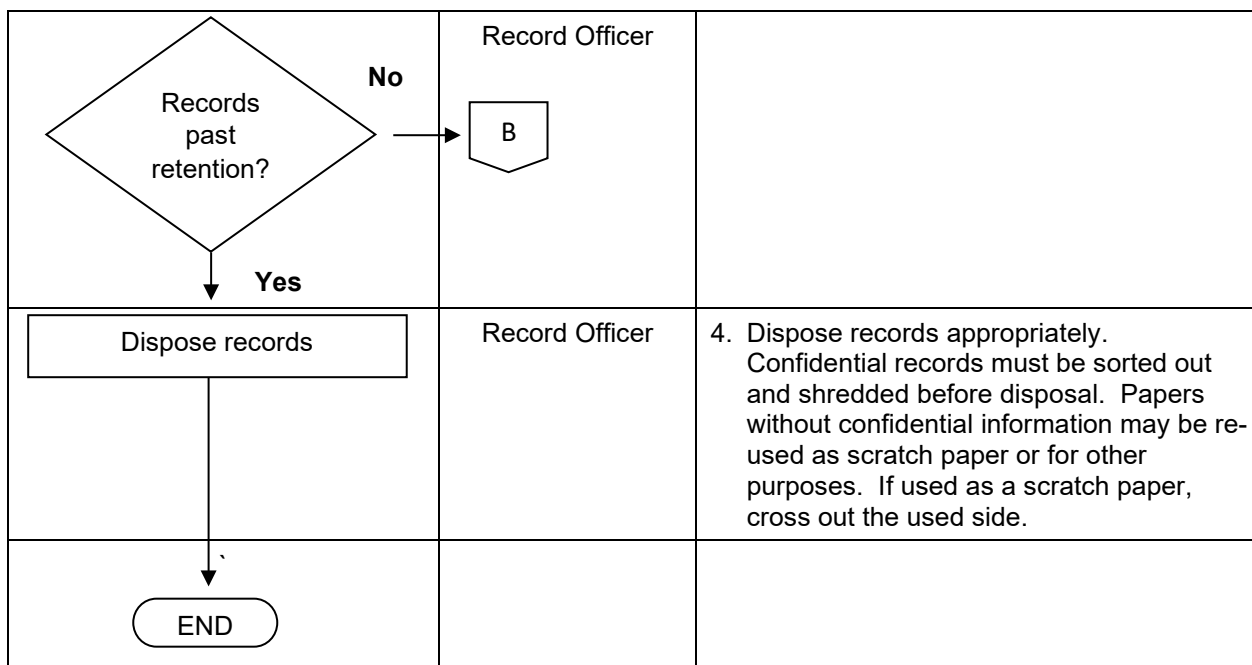 Records
past
retention?
No
Record Officer
B
Yes
Dispose records
Record Officer
4. Dispose records appropriately.
Confidential records must be sorted out
and shredded before disposal. Papers
without confidential information may be re-
used as scratch paper or for other
purposes. If used as a scratch paper,
cross out the used side.
`
END